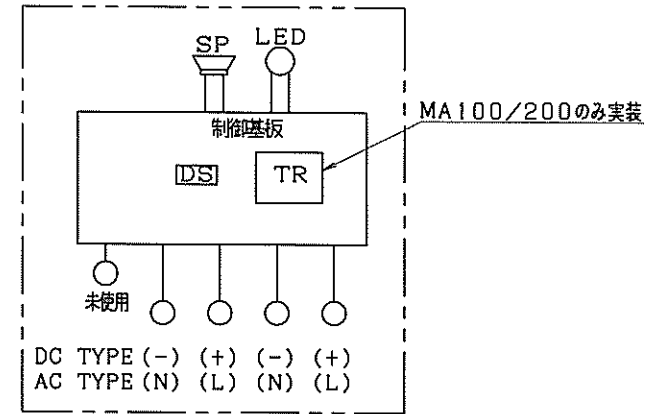 SP
LED
制御基板
MA100/200のみ実装
DS
TR
未使用
DC TYPE (-) (+) (-) (+)
AC TYPE (N) (L) (N) (L)